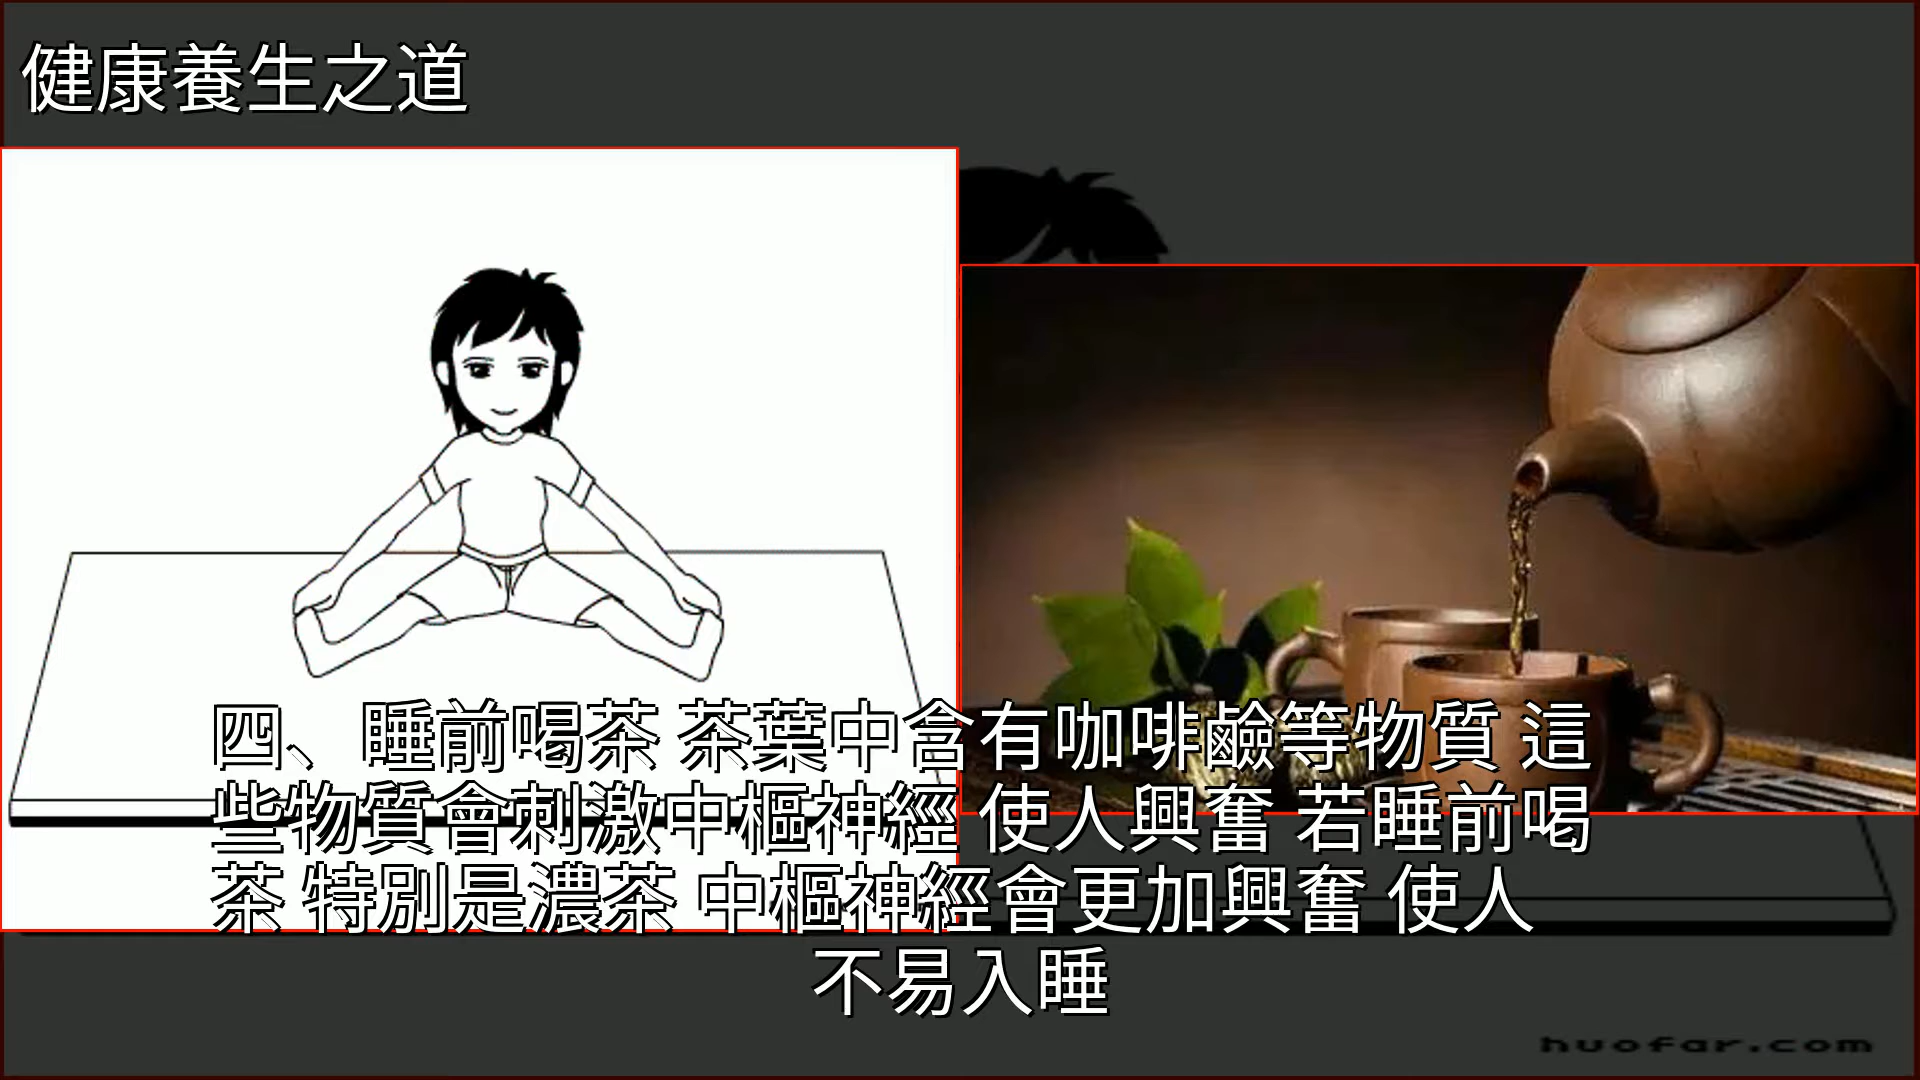 健康養生之道
四、睡前喝茶 茶葉中含有咖啡鹼等物質 這
些物質會刺激中樞神經 使人興奮 若睡前喝
茶 特別是濃茶 中樞神經會更加興奮 使人
不易入睡
huofar.com